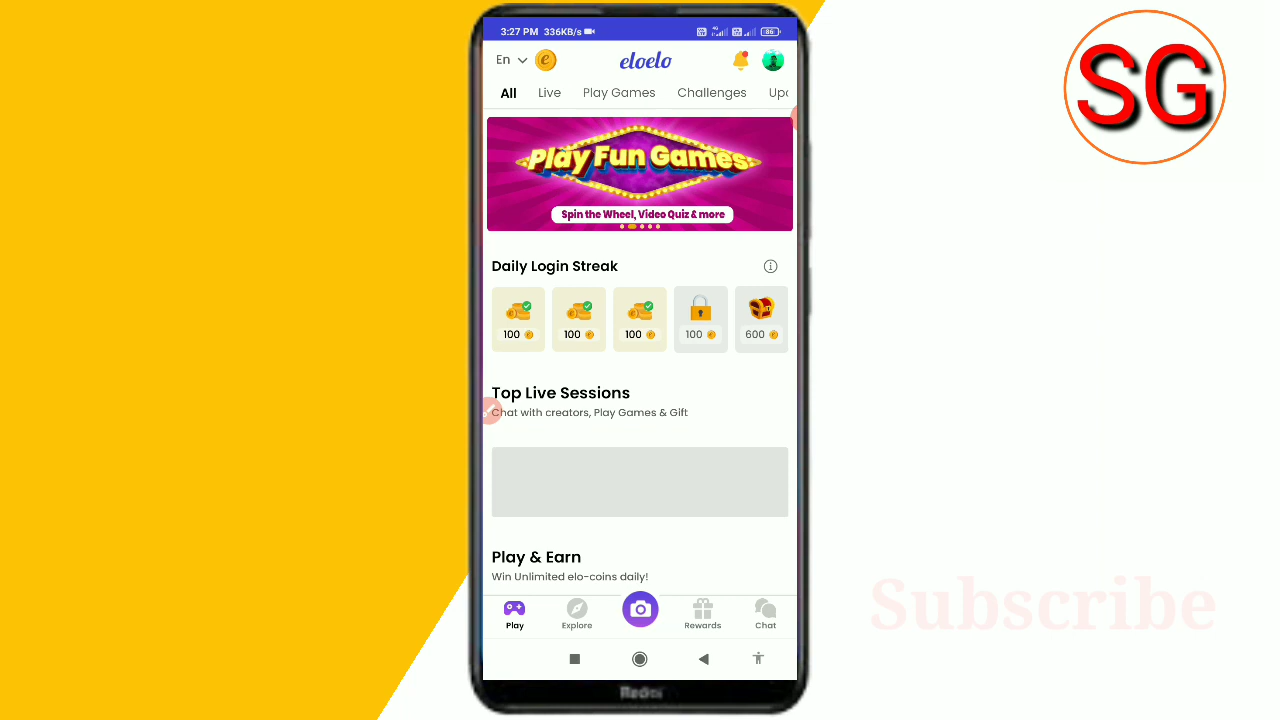 3:27 PM 336KB/s
86
En
eloelo
All Live Play Games Challenges
Play Fun Games
Spin the Wheel, Video Quiz & more
Daily Login Streak
100 100 100 100 600
Top Live Sessions
Chat with creators, Play Games & Gift
Play & Earn
Win Unlimited elo-coins daily!
Play Explore Rewards Chat
Redmi
SG
Subscribe